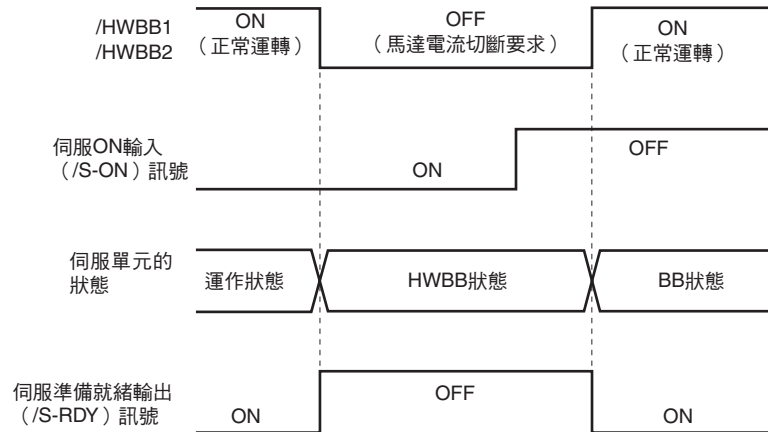 /HWBB1
/HWBB2
ON
（正常運轉）
OFF
（馬達電流切斷要求）
ON
（正常運轉）
伺服ON輸入
（/S-ON）訊號
ON
OFF
伺服單元的
狀態
運作狀態
HWBB狀態
BB狀態
伺服準備就緒輸出
（/S-RDY）訊號
ON
OFF
ON